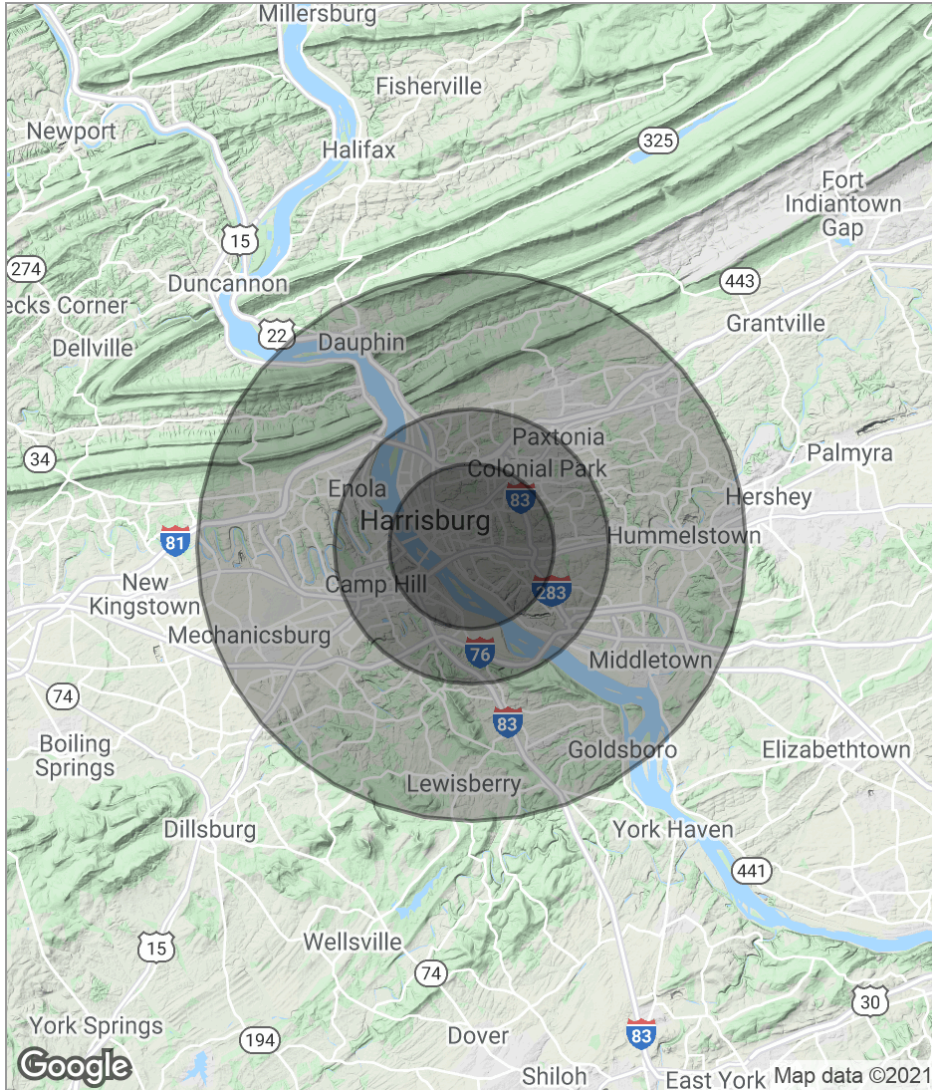 Millersburg
Fisherville
Newport
Halifax
325
Fort
Indiantown
Gap
15
274
Duncannon
443
ecks Corner
22
Grantville
Dellville
Dauphin
Paxtonia
34
Colonial Park
Palmyra
Enola
83
Hershey
Harrisburg
81
Hummelstown
New
Kingstown
Camp Hill
283
Mechanicsburg
76
Middletown
74
83
Boiling
Springs
Goldsboro
Elizabethtown
Lewisberry
Dillsburg
York Haven
441
Wellsville
15
74
30
York Springs
194
Dover
83
Google
Shiloh
East York
Map data ©2021